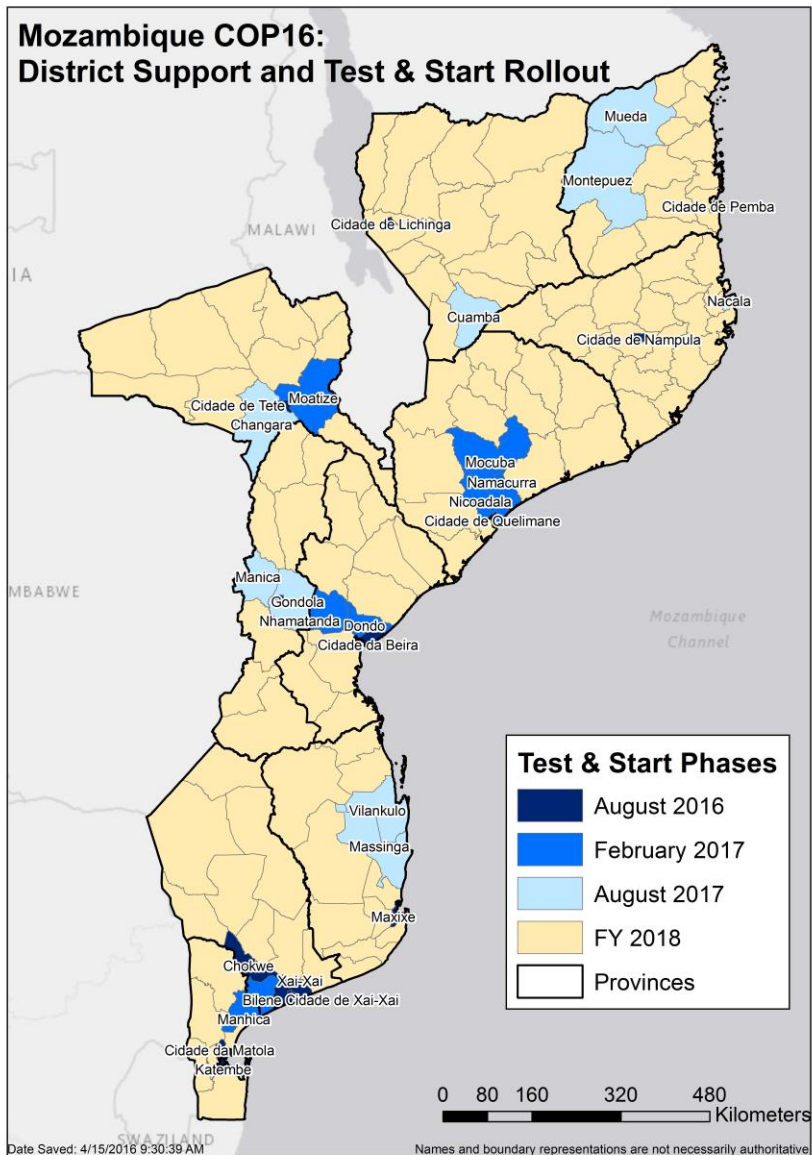 Mozambique COP16:
District Support and Test & Start Rollout
Mueda
Montepuez
Cidade de Pemba
Cidade de Lichinga
MALAWI
IA
Nacala
Cuamba
Cidade de Nampula
Moatize
Cidade de Tete
Changara
Mocuba
Namacurra
Nicoadala
Cidade de Quelimane
Manica
MBABWE
Gondola
Nhamatanda
Dondo
Cidade da Beira
Mozambique
Channel
Vilankulo
Massinga
Maxixe
Chokwe
Xai-Xai
Bilene
Cidade de Xai-Xai
Manhica
Cidade da Matola
Katembe
SWAZILAND
Test & Start Phases
August 2016
February 2017
August 2017
FY 2018
Provinces
0 80 160 320 480
Kilometers
Date Saved: 4/15/2016 9:30:39 AM
Names and boundary representations are not necessarily authoritative